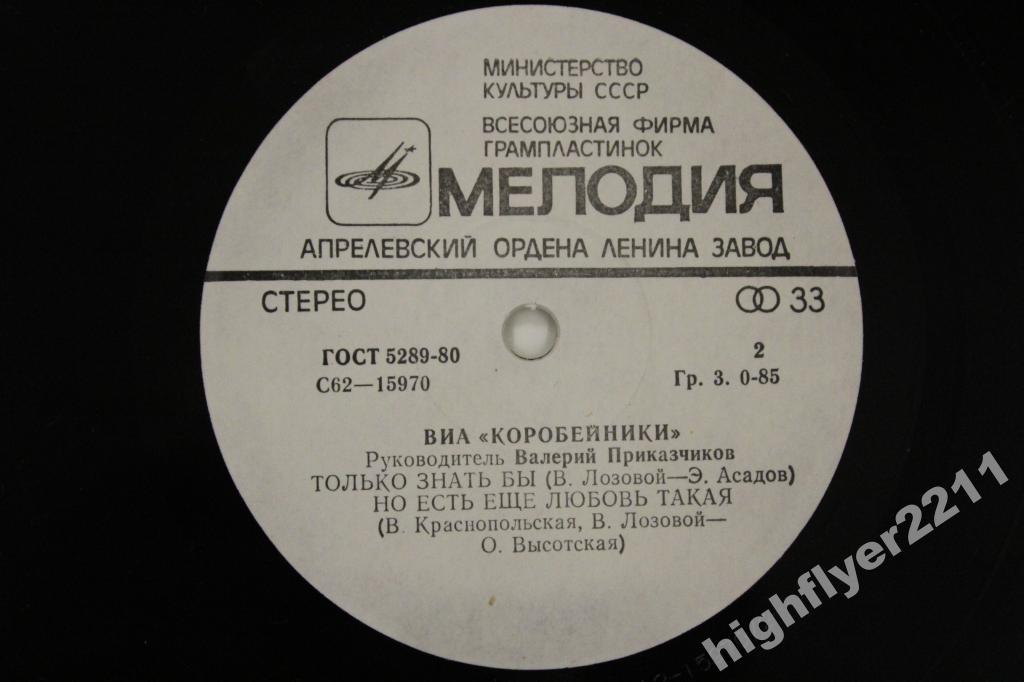 МИНИСТЕРСТВО
КУЛЬТУРЫ СССР
ВСЕСОЮЗНАЯ ФИРМА
ГРАМПЛАСТИНОК
МЕЛОДИЯ
АПРЕЛЕВСКИЙ ОРДЕНА ЛЕНИНА ЗАВОД
СТЕРЕО 33
ГОСТ 5289-80 2
С62—15970 Гр. 3. 0-85
ВИА «КОРОБЕЙНИКИ»
Руководитель Валерий Приказчиков
ТОЛЬКО ЗНАТЬ БЫ (В. Лозовой—Э. Асадов)
НО ЕСТЬ ЕЩЕ ЛЮБОВЬ ТАКАЯ
(В. Краснопольская, В. Лозовой—
О. Высотская)
highflyer2211